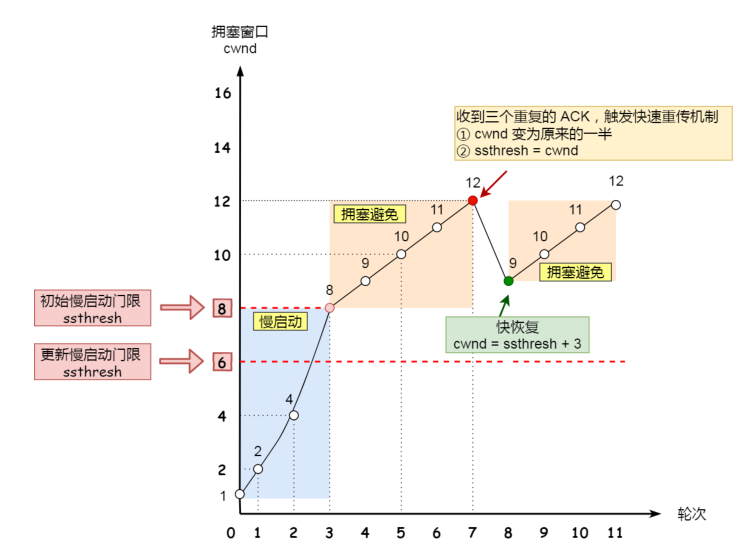 拥塞窗口
cwnd
16
14
12
10
8
6
4
2
1
0
1
2
3
4
5
6
7
8
9
10
11
轮次
初始慢启动门限
ssthresh
更新慢启动门限
ssthresh
慢启动
2
4
8
拥塞避免
9
10
11
12
收到三个重复的 ACK，触发快速重传机制
① cwnd 变为原来的一半
② ssthresh = cwnd
快恢复
cwnd = ssthresh + 3
9
10
11
12
拥塞避免